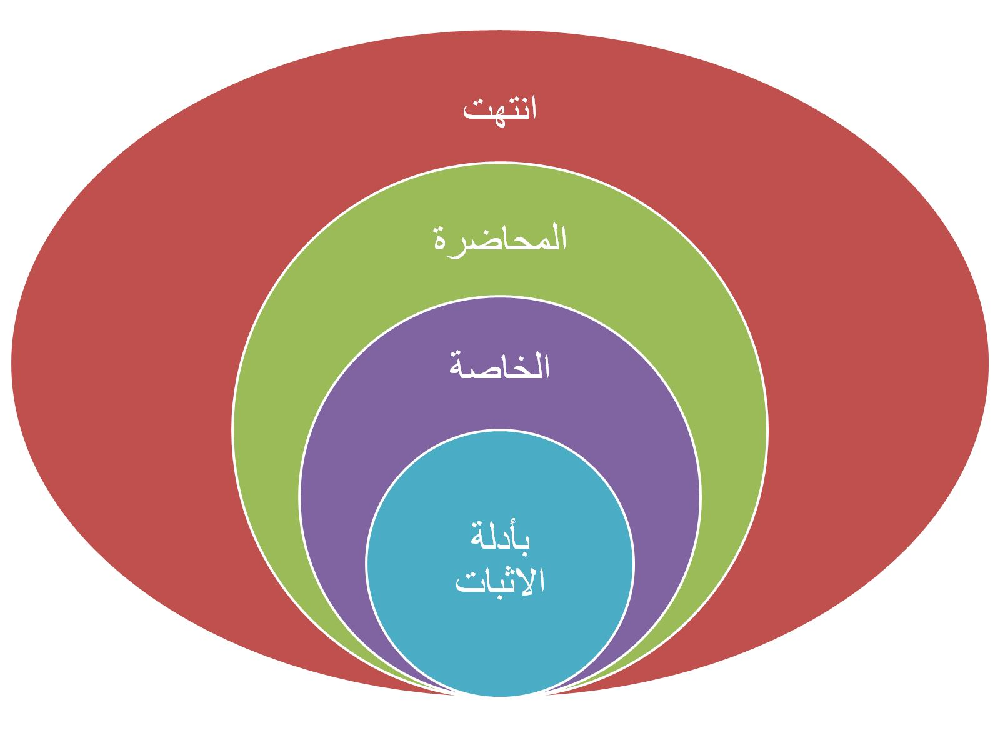 انتهت
المحاضرة
الخاصة
بأدلة
الاثبات